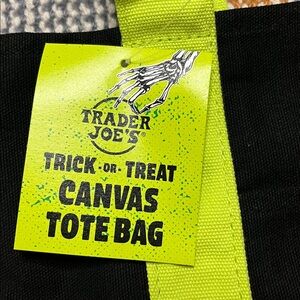 TRADER
JOE'S
TRICK-OR-TREAT
CANVAS
TOTE BAG